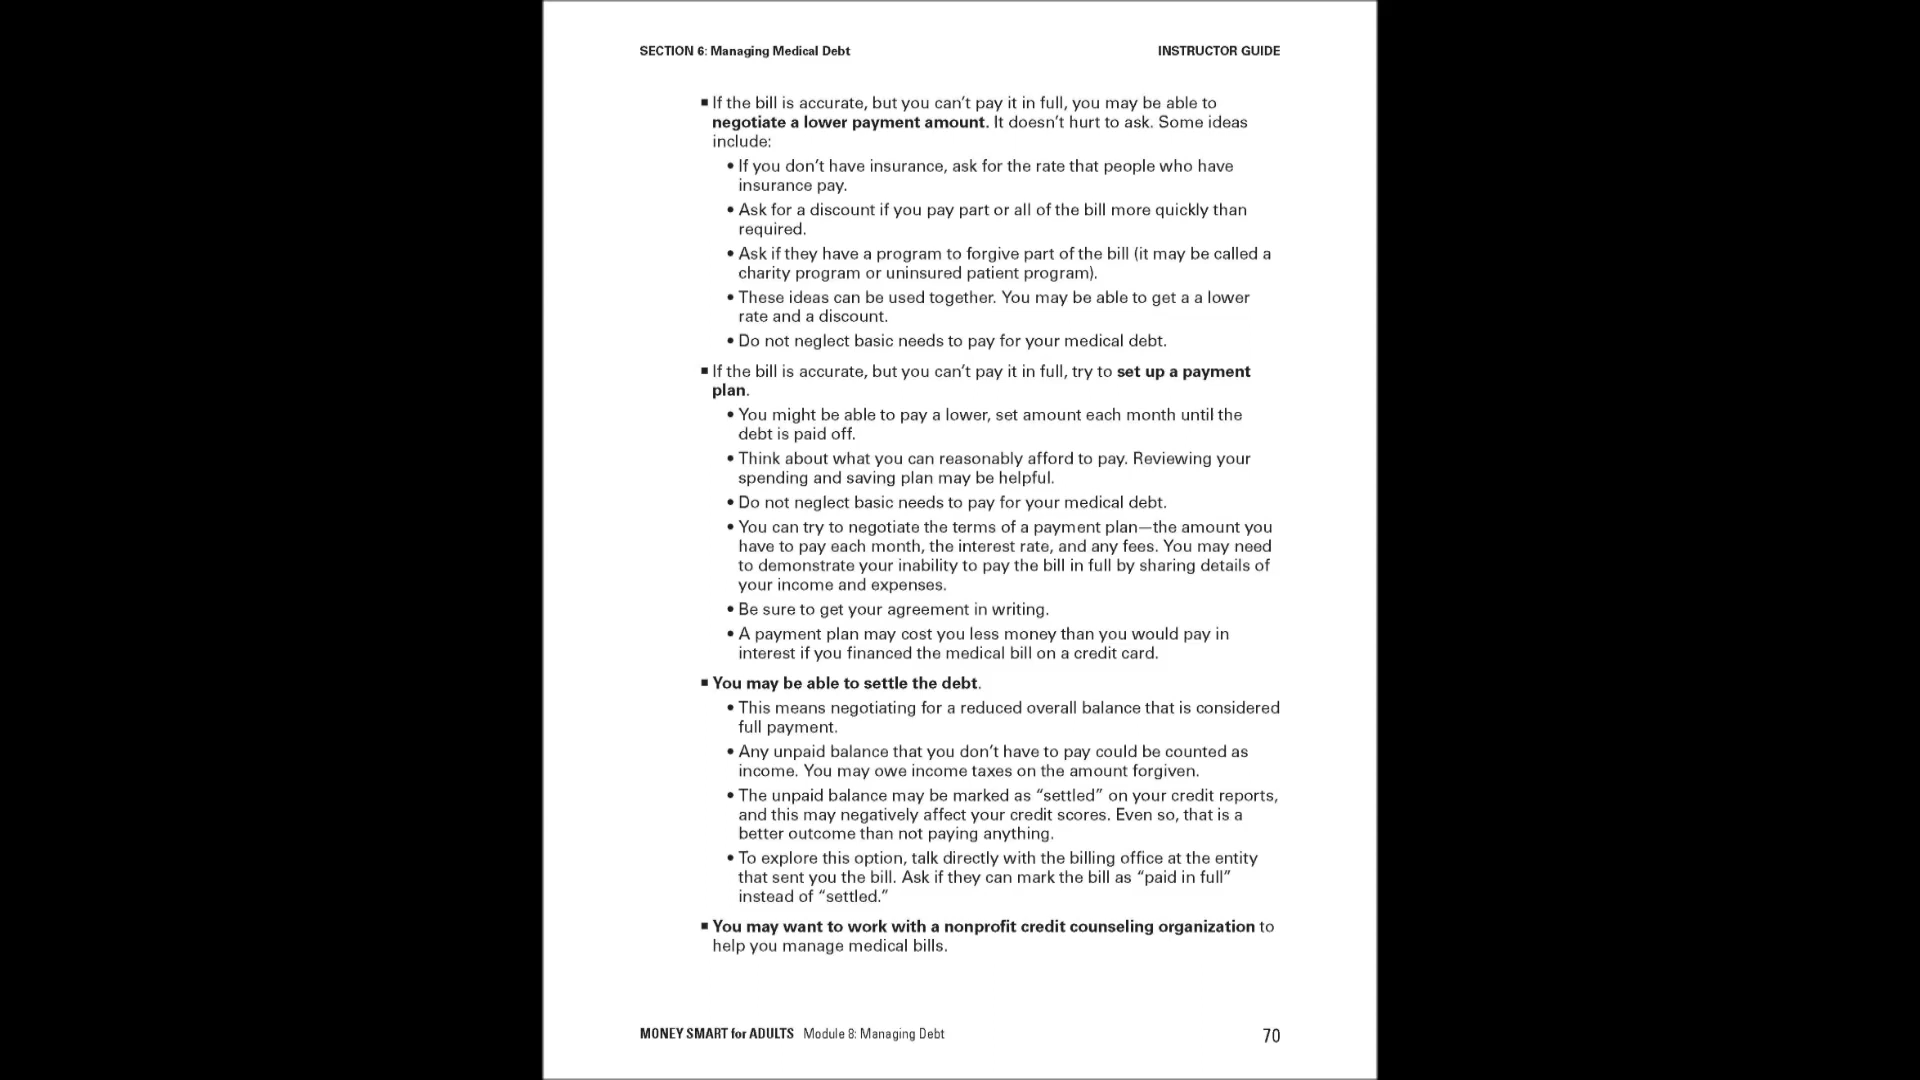 SECTION 6: Managing Medical Debt
INSTRUCTOR GUIDE
▪ If the bill is accurate, but you can’t pay it in full, you may be able to
negotiate a lower payment amount. It doesn’t hurt to ask. Some ideas
include:
• If you don’t have insurance, ask for the rate that people who have
insurance pay.
• Ask for a discount if you pay part or all of the bill more quickly than
required.
• Ask if they have a program to forgive part of the bill (it may be called a
charity program or uninsured patient program).
• These ideas can be used together. You may be able to get a a lower
rate and a discount.
• Do not neglect basic needs to pay for your medical debt.
▪ If the bill is accurate, but you can’t pay it in full, try to set up a payment
plan.
• You might be able to pay a lower, set amount each month until the
debt is paid off.
• Think about what you can reasonably afford to pay. Reviewing your
spending and saving plan may be helpful.
• Do not neglect basic needs to pay for your medical debt.
• You can try to negotiate the terms of a payment plan—the amount you
have to pay each month, the interest rate, and any fees. You may need
to demonstrate your inability to pay the bill in full by sharing details of
your income and expenses.
• Be sure to get your agreement in writing.
• A payment plan may cost you less money than you would pay in
interest if you financed the medical bill on a credit card.
▪ You may be able to settle the debt.
• This means negotiating for a reduced overall balance that is considered
full payment.
• Any unpaid balance that you don’t have to pay could be counted as
income. You may owe income taxes on the amount forgiven.
• The unpaid balance may be marked as “settled” on your credit reports,
and this may negatively affect your credit scores. Even so, that is a
better outcome than not paying anything.
• To explore this option, talk directly with the billing office at the entity
that sent you the bill. Ask if they can mark the bill as “paid in full”
instead of “settled.”
▪ You may want to work with a nonprofit credit counseling organization to
help you manage medical bills.
MONEY SMART for ADULTS Module 8: Managing Debt
70